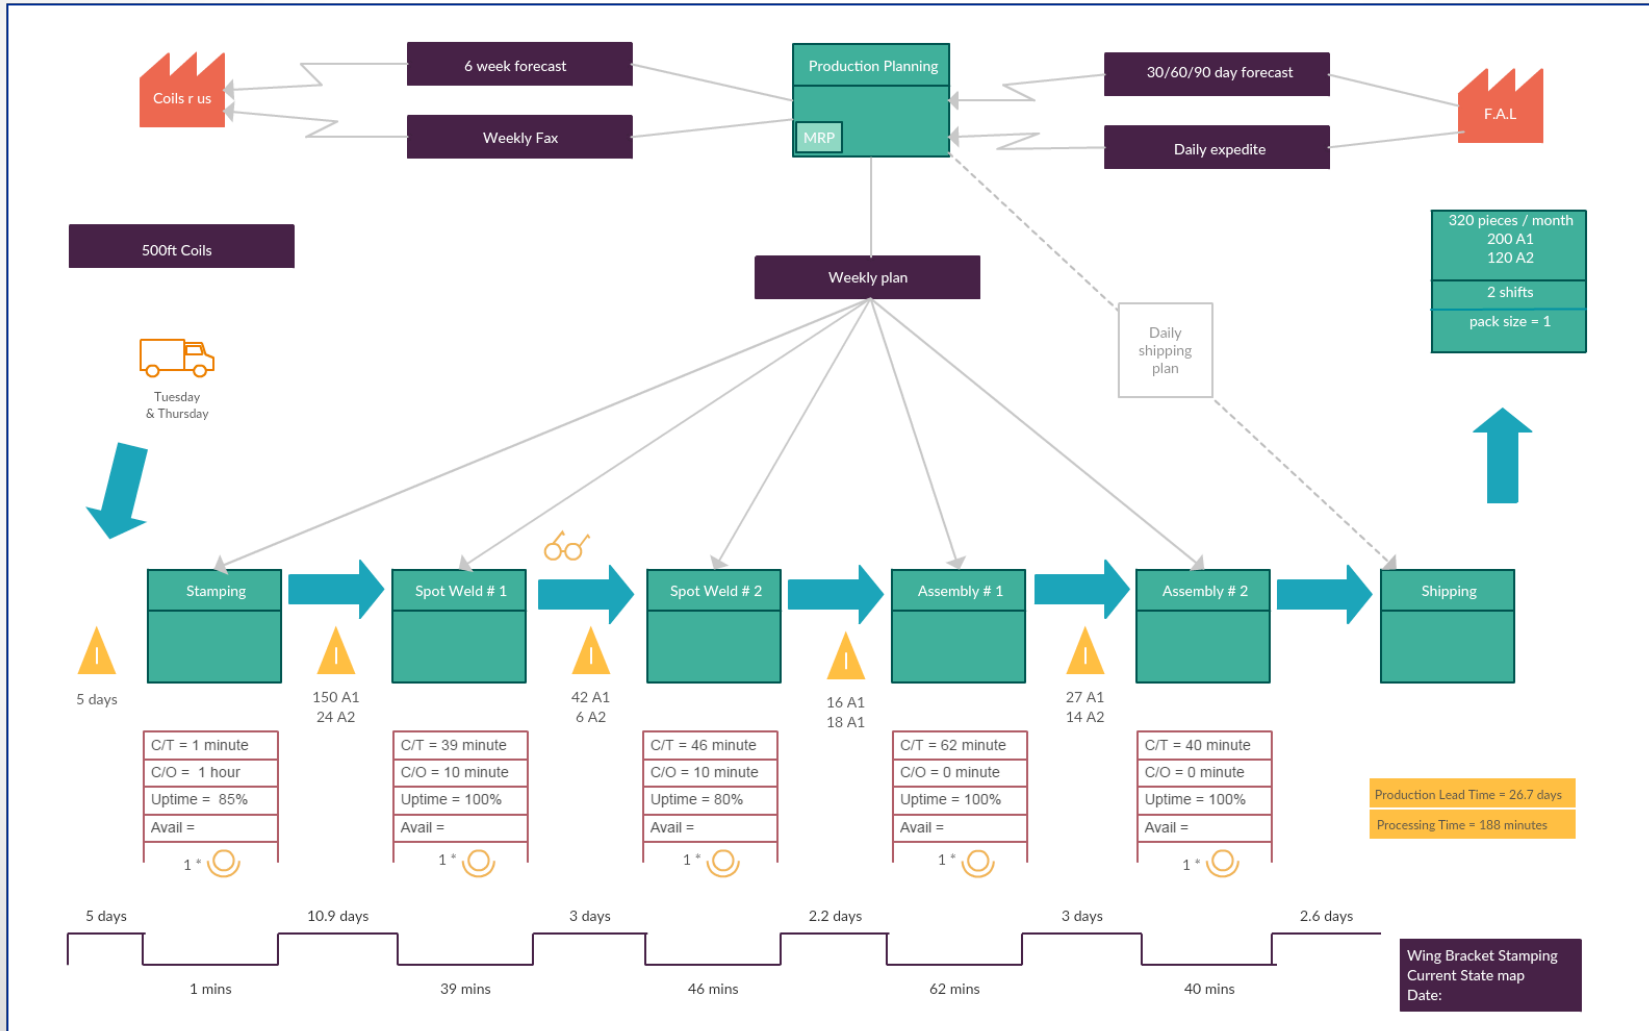 6 week forecast
Production Planning
30/60/90 day forecast
Coils r us
F.A.L
Weekly Fax
MRP
Daily expedite
500ft Coils
320 pieces / month
200 A1
120 A2
2 shifts
pack size = 1
Weekly plan
Daily
shipping
plan
Tuesday
& Thursday
Stamping
Spot Weld # 1
Spot Weld # 2
Assembly # 1
Assembly # 2
Shipping
I
I
I
I
I
5 days
150 A1
24 A2
42 A1
6 A2
16 A1
18 A1
27 A1
14 A2
C/T = 1 minute
C/O =  1 hour
Uptime =  85%
Avail =
1 *
C/T = 39 minute
C/O = 10 minute
Uptime = 100%
Avail =
1 *
C/T = 46 minute
C/O = 10 minute
Uptime = 80%
Avail =
1 *
C/T = 62 minute
C/O = 0 minute
Uptime = 100%
Avail =
1 *
C/T = 40 minute
C/O = 0 minute
Uptime = 100%
Avail =
1 *
Production Lead Time = 26.7 days
Processing Time = 188 minutes
5 days
10.9 days
3 days
2.2 days
3 days
2.6 days
1 mins
39 mins
46 mins
62 mins
40 mins
Wing Bracket Stamping
Current State map
Date: